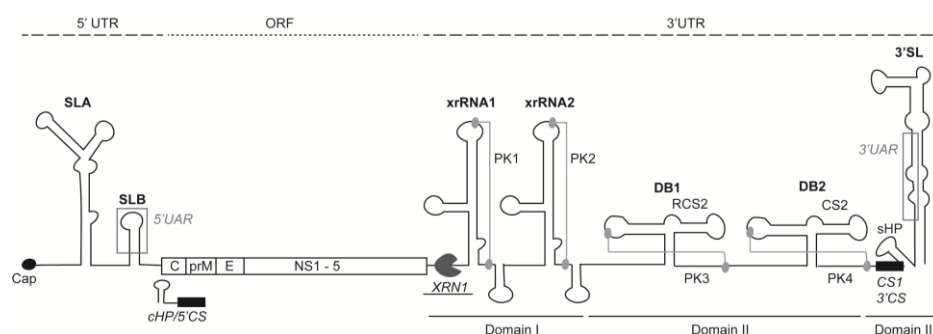 5' UTR ORF 3'UTR
3'SL
SLA xrRNA1 xrRNA2
PK1 PK2 3'UAR
SLB 5'UAR DB1 DB2
RCS2 CS2
sHP
Cap C prM E NS1 - 5 XRN1 PK3 PK4 CS1
3'CS
cHP/5'CS
Domain I Domain II Domain II